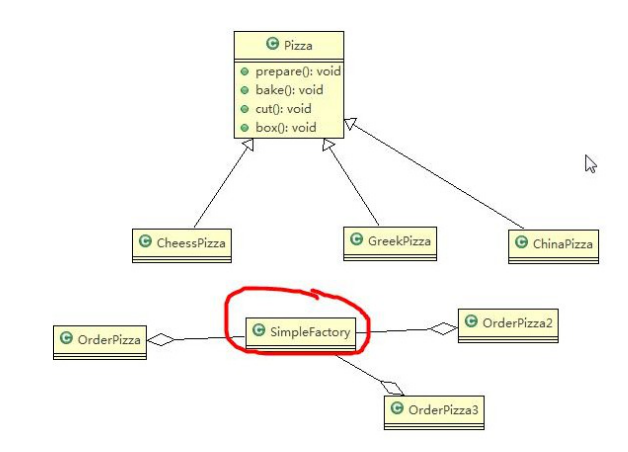 Pizza
prepare(): void
bake(): void
cut(): void
box(): void
CheessPizza
GreekPizza
ChinaPizza
OrderPizza
SimpleFactory
OrderPizza2
OrderPizza3